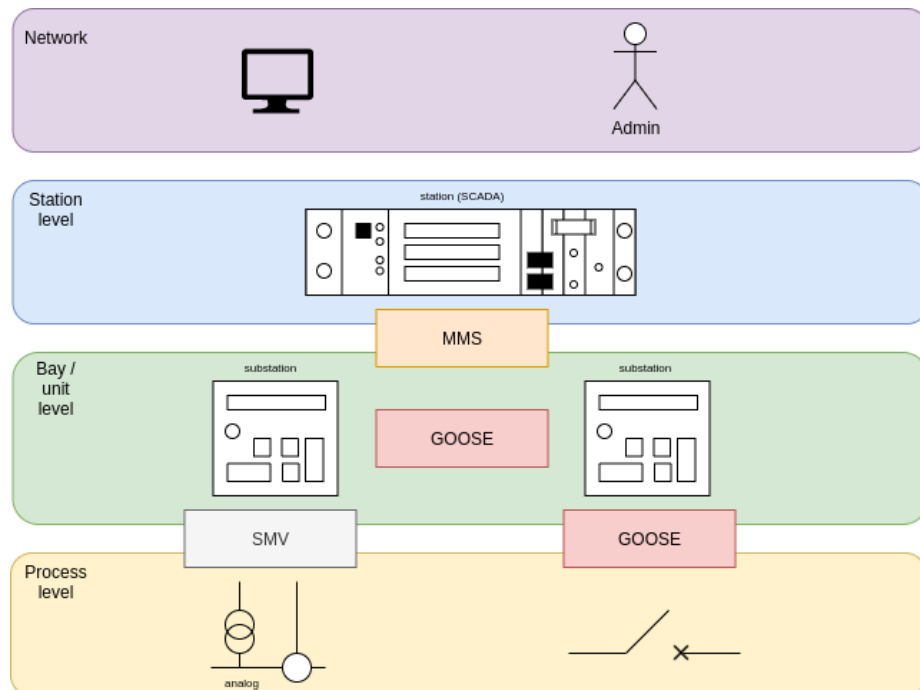 Network
Admin
Station
level
station (SCADA)
MMS
Bay /
unit
level
substation
substation
GOOSE
SMV
GOOSE
Process
level
analog